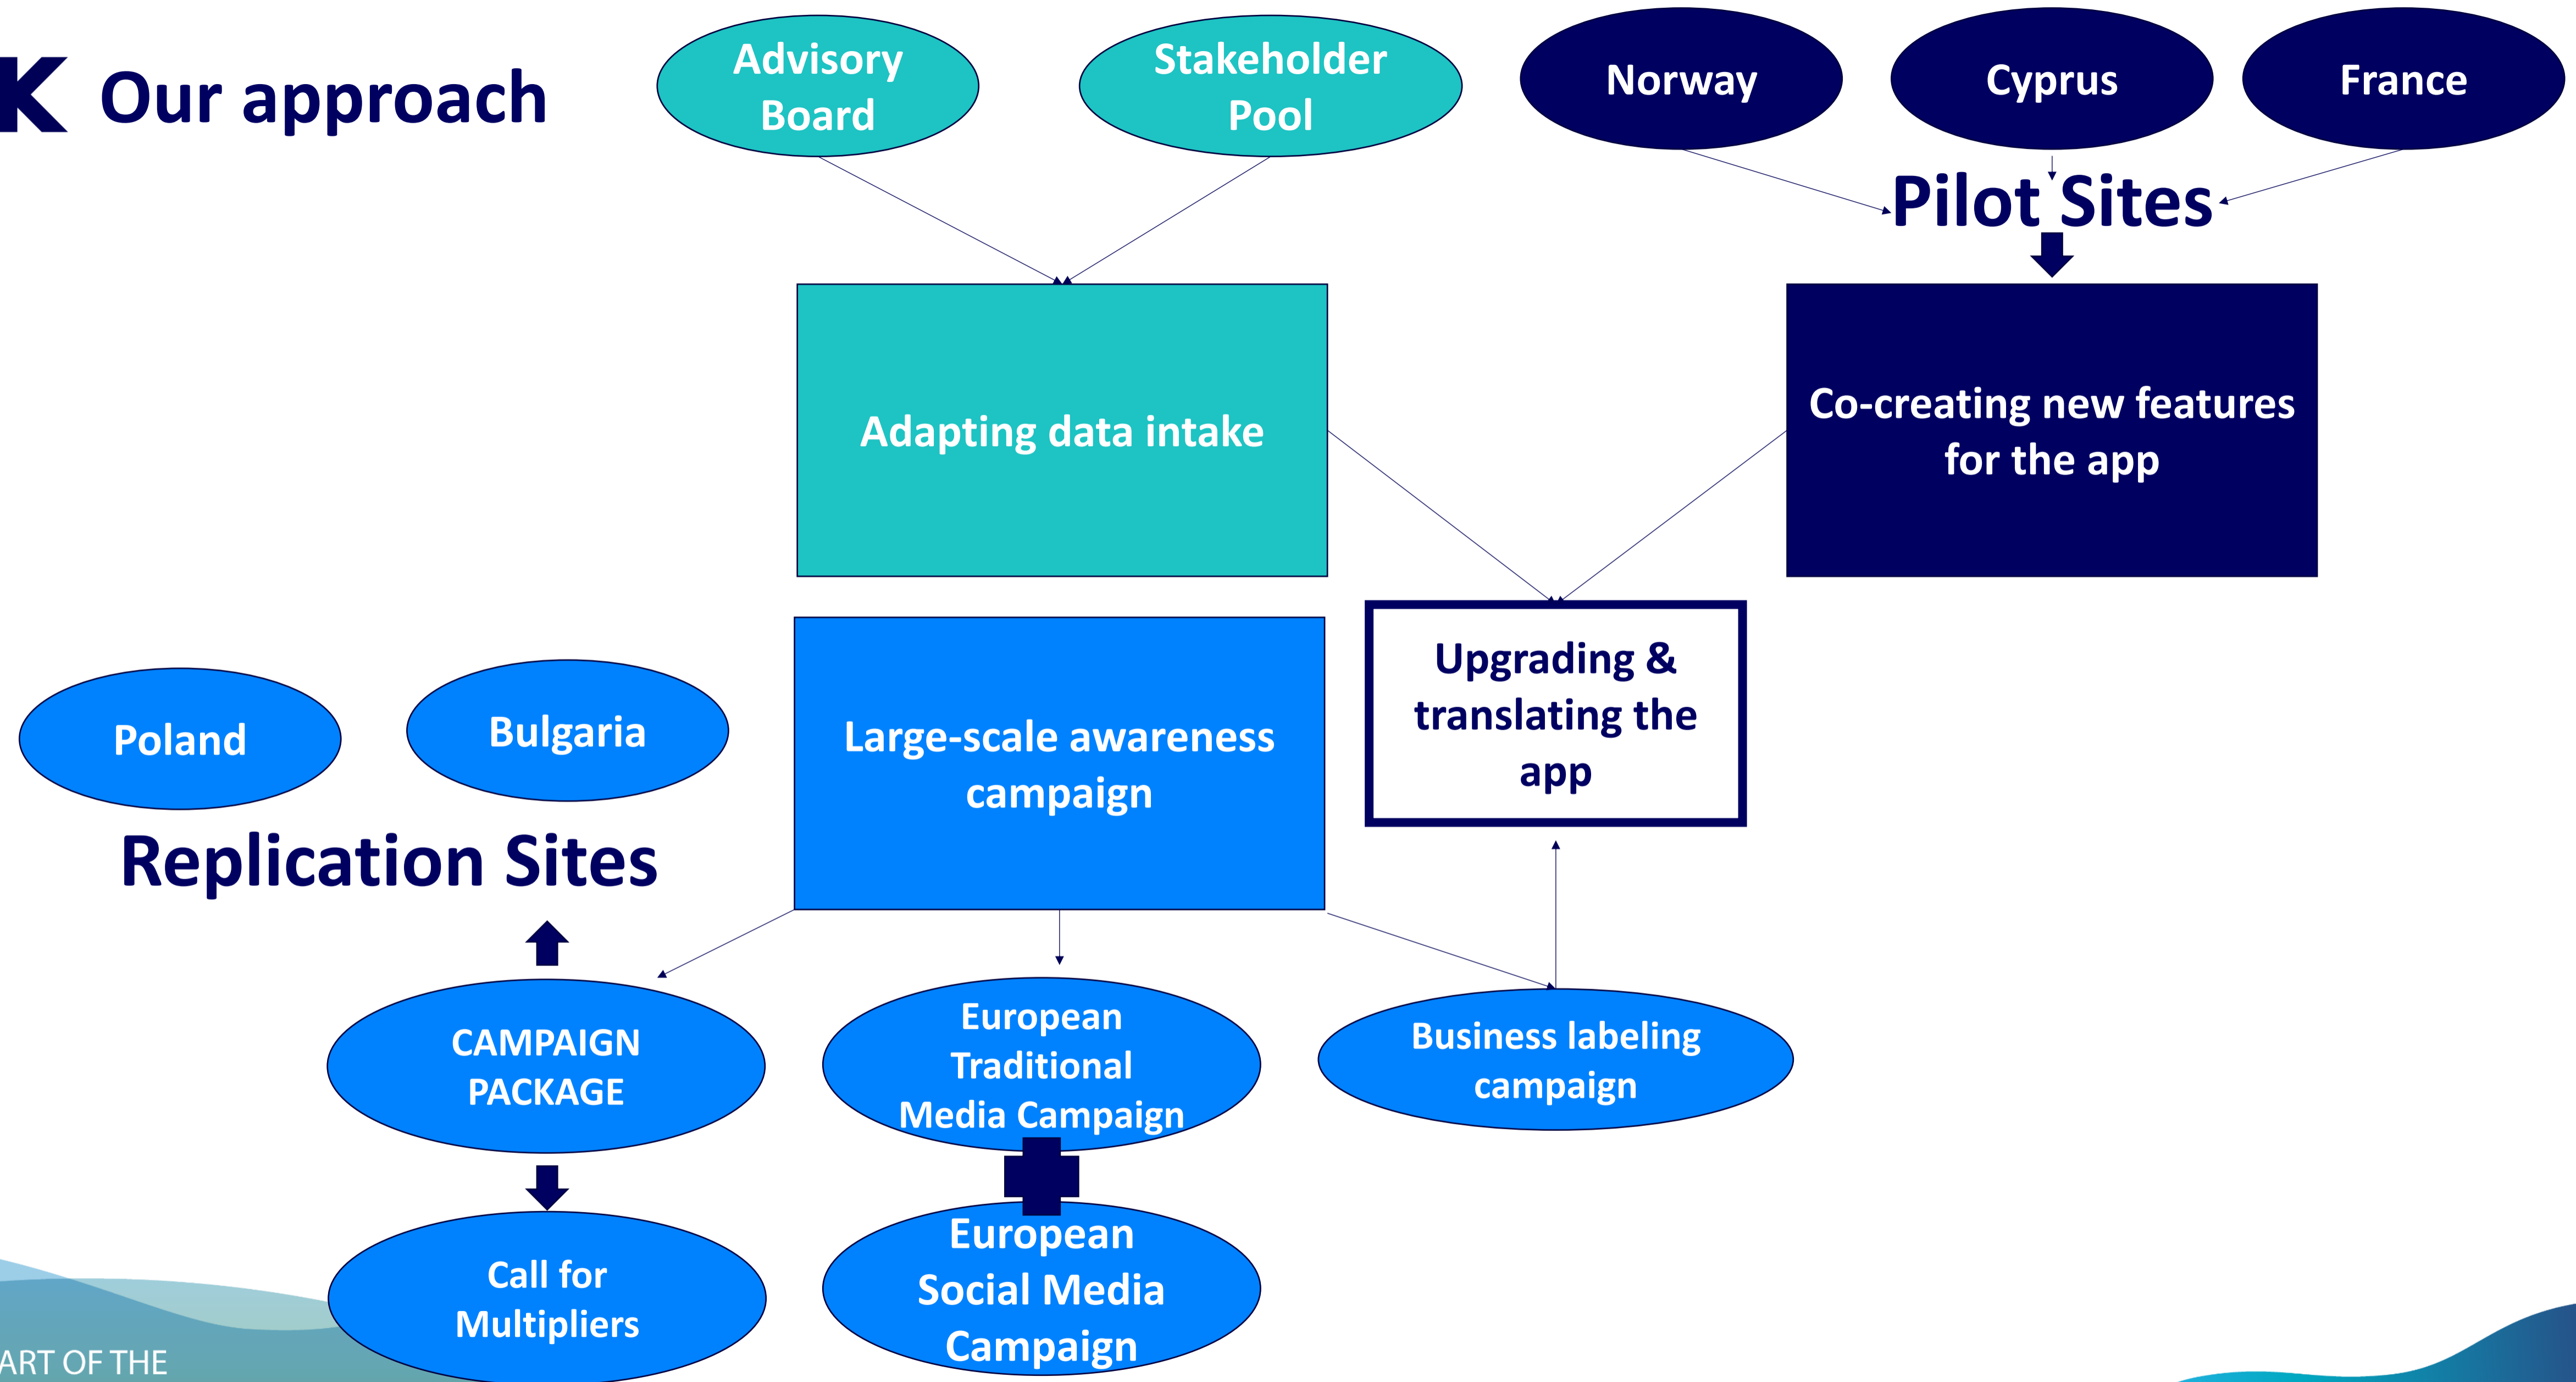 K Our approach
Advisory
Board
Stakeholder
Pool
Norway
Cyprus
France
Pilot Sites
Adapting data intake
Co-creating new features
for the app
Upgrading &
translating the
app
Large-scale awareness
campaign
Poland
Bulgaria
Replication Sites
CAMPAIGN
PACKAGE
European
Traditional
Media Campaign
Business labeling
campaign
Call for
Multipliers
European
Social Media
Campaign
ART OF THE